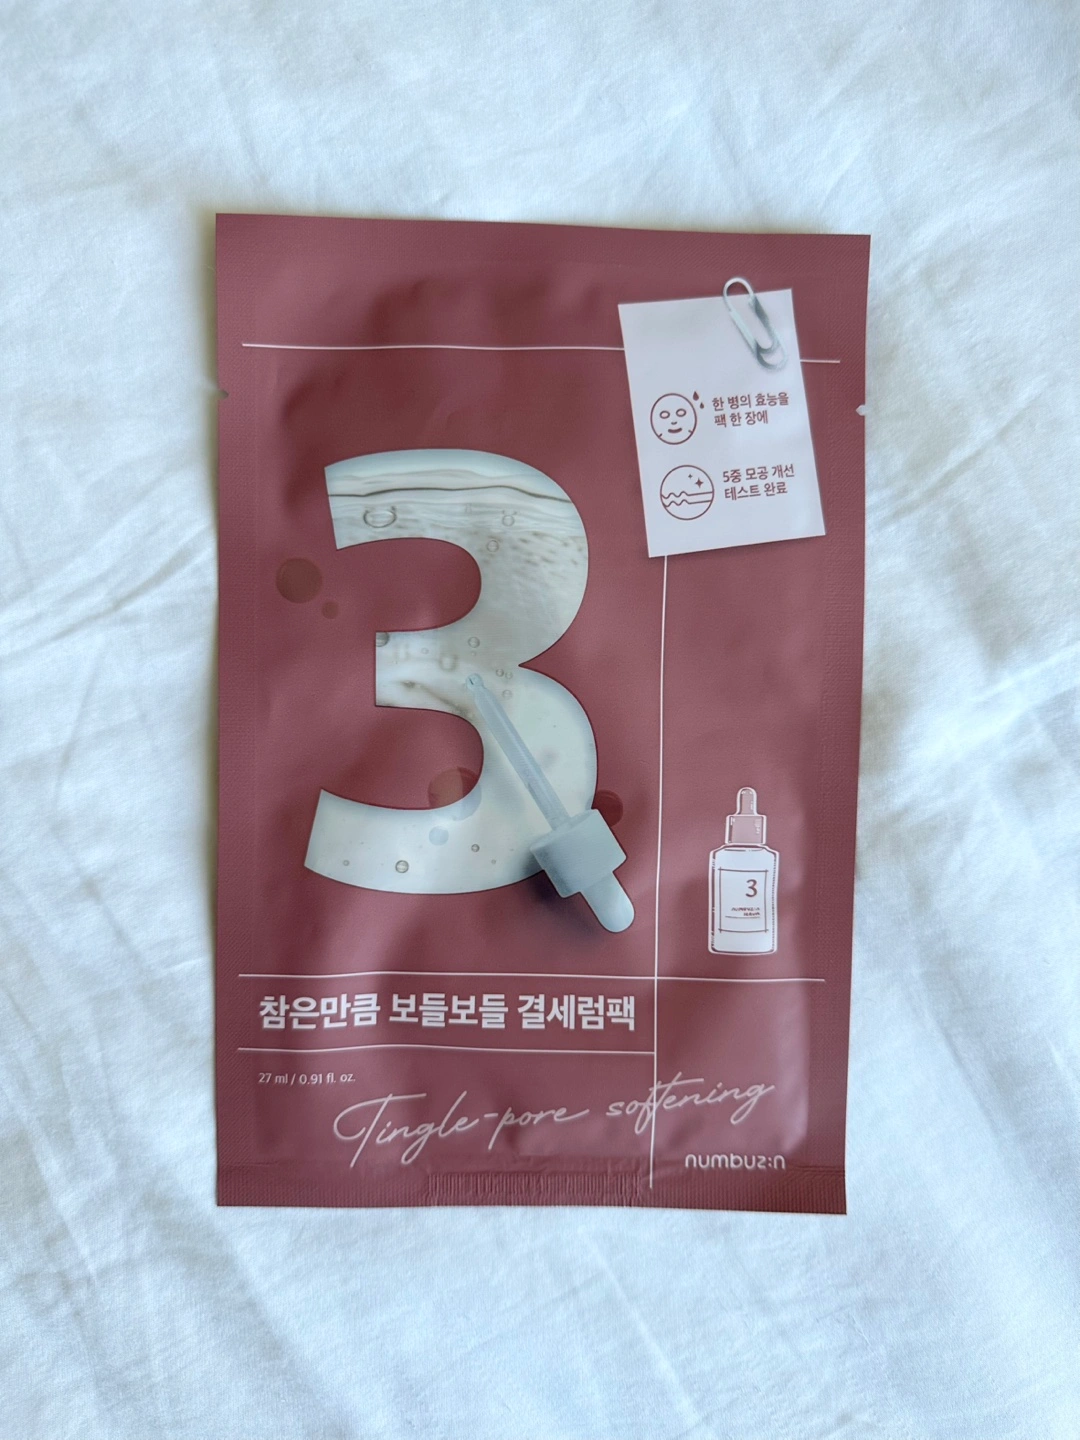 한 병의 효능을
팩 한 장에
5중 모공 개선
테스트 완료
3
3
numbuz:n
참은만큼 보들보들 결세럼팩
27 ml / 0.91 fl. oz.
Tingle-pore softening
numbuz:n